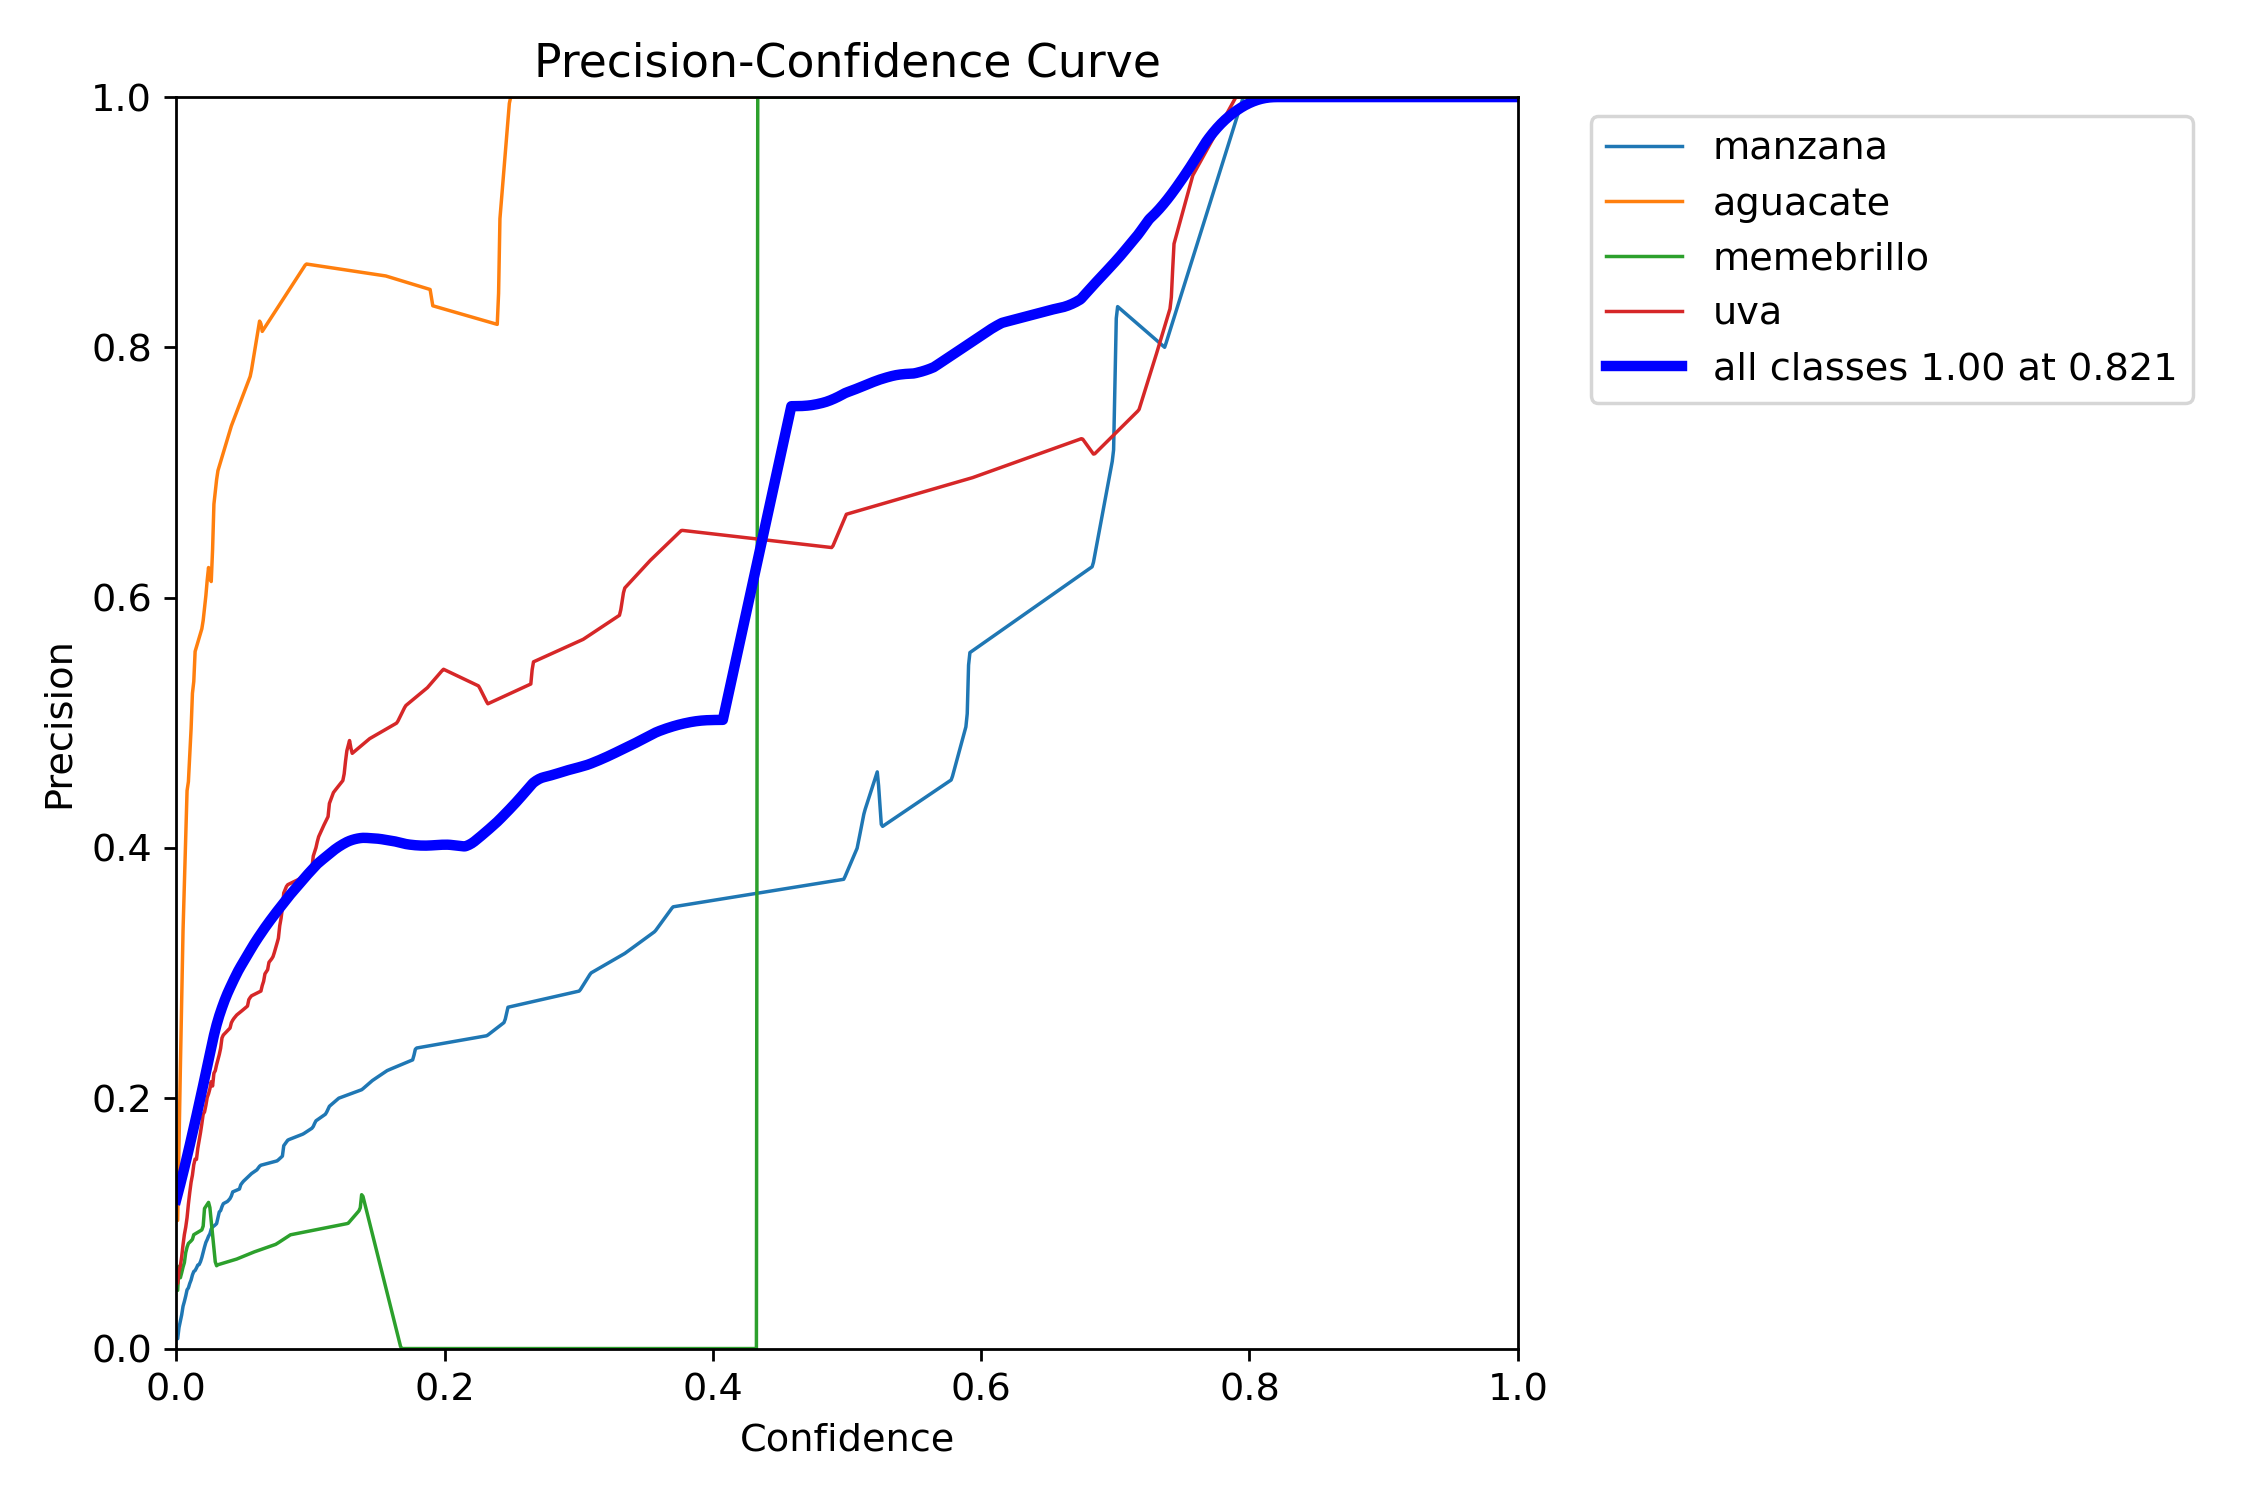 Precision-Confidence Curve
1.0
0.8
0.6
0.4
0.2
0.0
Precision
0.0 0.2 0.4 0.6 0.8 1.0
Confidence
manzana
aguacate
memebrillo
uva
all classes 1.00 at 0.821